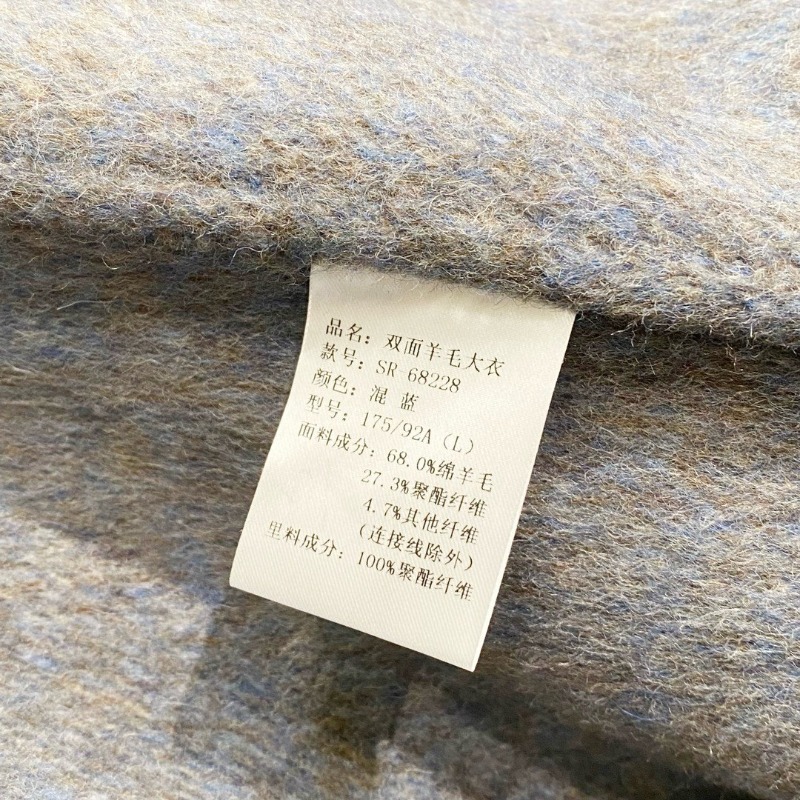 品名：双面羊毛大衣
款号：SR 68228
颜色：混 蓝
型号：175/92A（L）
面料成分：68.0%绵羊毛
27.3%聚酯纤维
4.7%其他纤维
（连接线除外）
里料成分：100%聚酯纤维